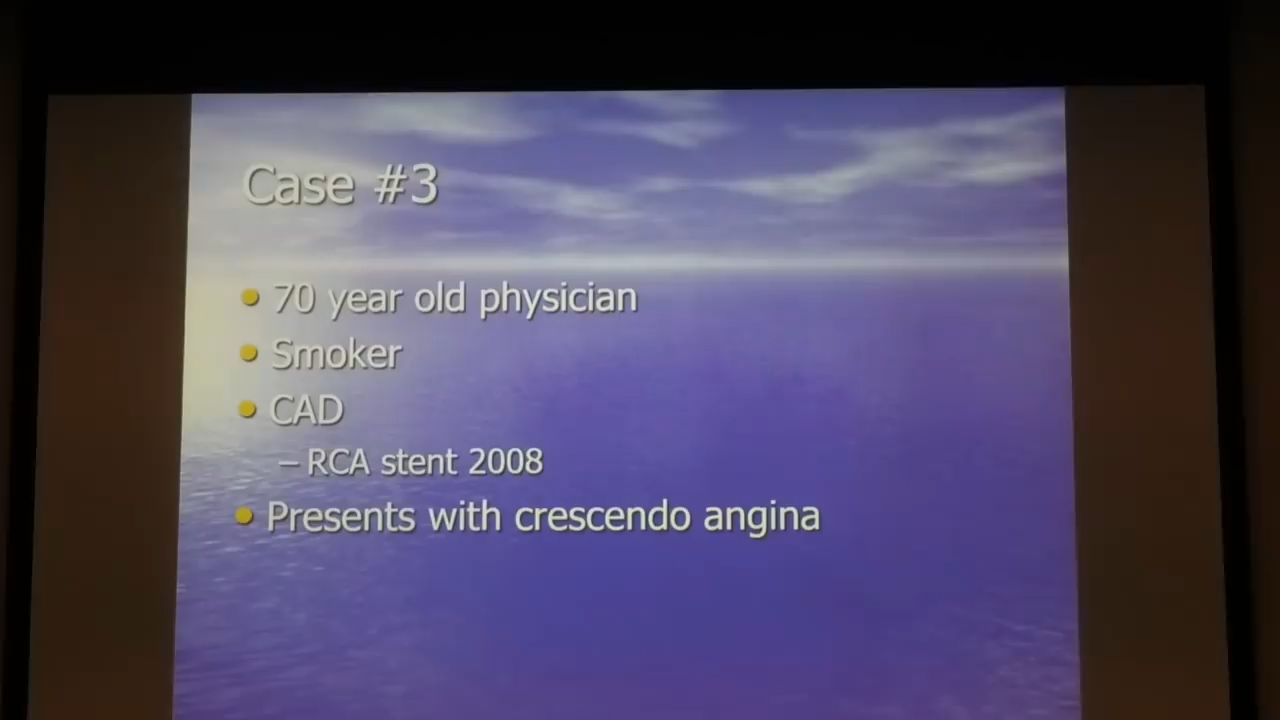 Case #3
• 70 year old physician
• Smoker
• CAD
– RCA stent 2008
• Presents with crescendo angina